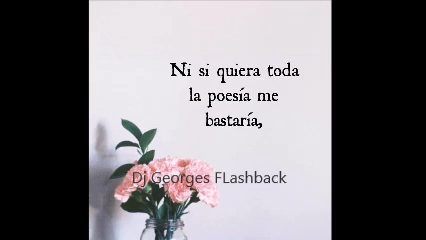 Ni si quiera toda
la poesía me
bastaría,
Dj Georges FLashback